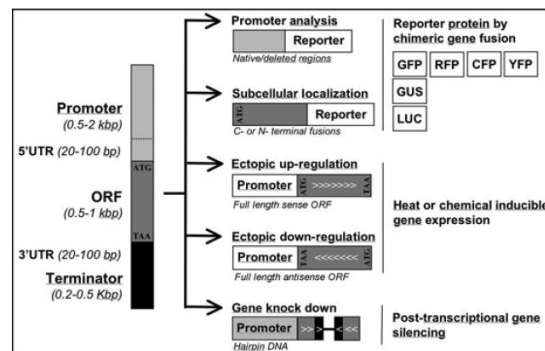 Promoter
(0.5-2 kbp)
5'UTR (20-100 bp)
ATG
ORF
(0.5-1 kbp)
TAA
3'UTR (20-100 bp)
Terminator
(0.2-0.5 Kbp)
Promoter analysis
Reporter
Native/deleted regions
Subcellular localization
ATG
Reporter
C- or N- terminal fusions
Ectopic up-regulation
Promoter ATG >>>>>>> TAA
Full length sense ORF
Ectopic down-regulation
Promoter TAA <<<<<<< ATG
Full length antisense ORF
Gene knock down
Promoter >> > < <<
Hairpin DNA
Reporter protein by
chimeric gene fusion
GFP RFP CFP YFP
GUS
LUC
Heat or chemical inducible
gene expression
Post-transcriptional gene
silencing